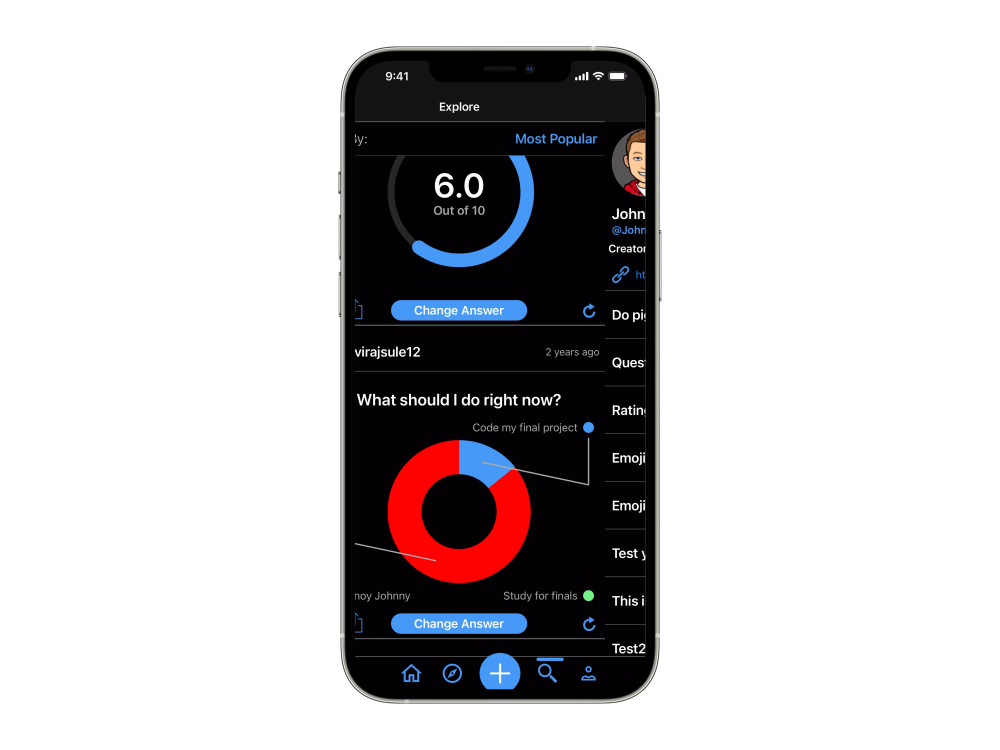 9:41
Explore
By:
Most Popular
6.0
Out of 10
Change Answer
virajsule12
2 years ago
What should I do right now?
Code my final project
noy Johnny
Study for finals
Change Answer
John
@John
Creator
ht
Do pi
Quest
Rating
Emoji
Emoji
Test y
This i
Test2